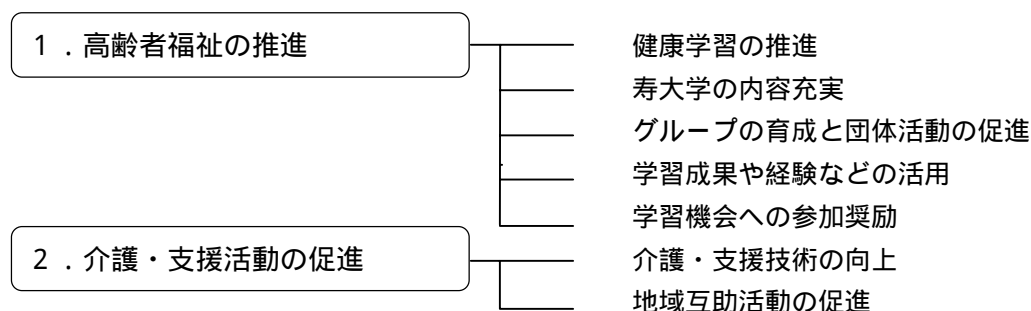 1．高齢者福祉の推進
健康学習の推進
寿大学の内容充実
グループの育成と団体活動の促進
学習成果や経験などの活用
学習機会への参加奨励
2．介護・支援活動の促進
介護・支援技術の向上
地域互助活動の促進